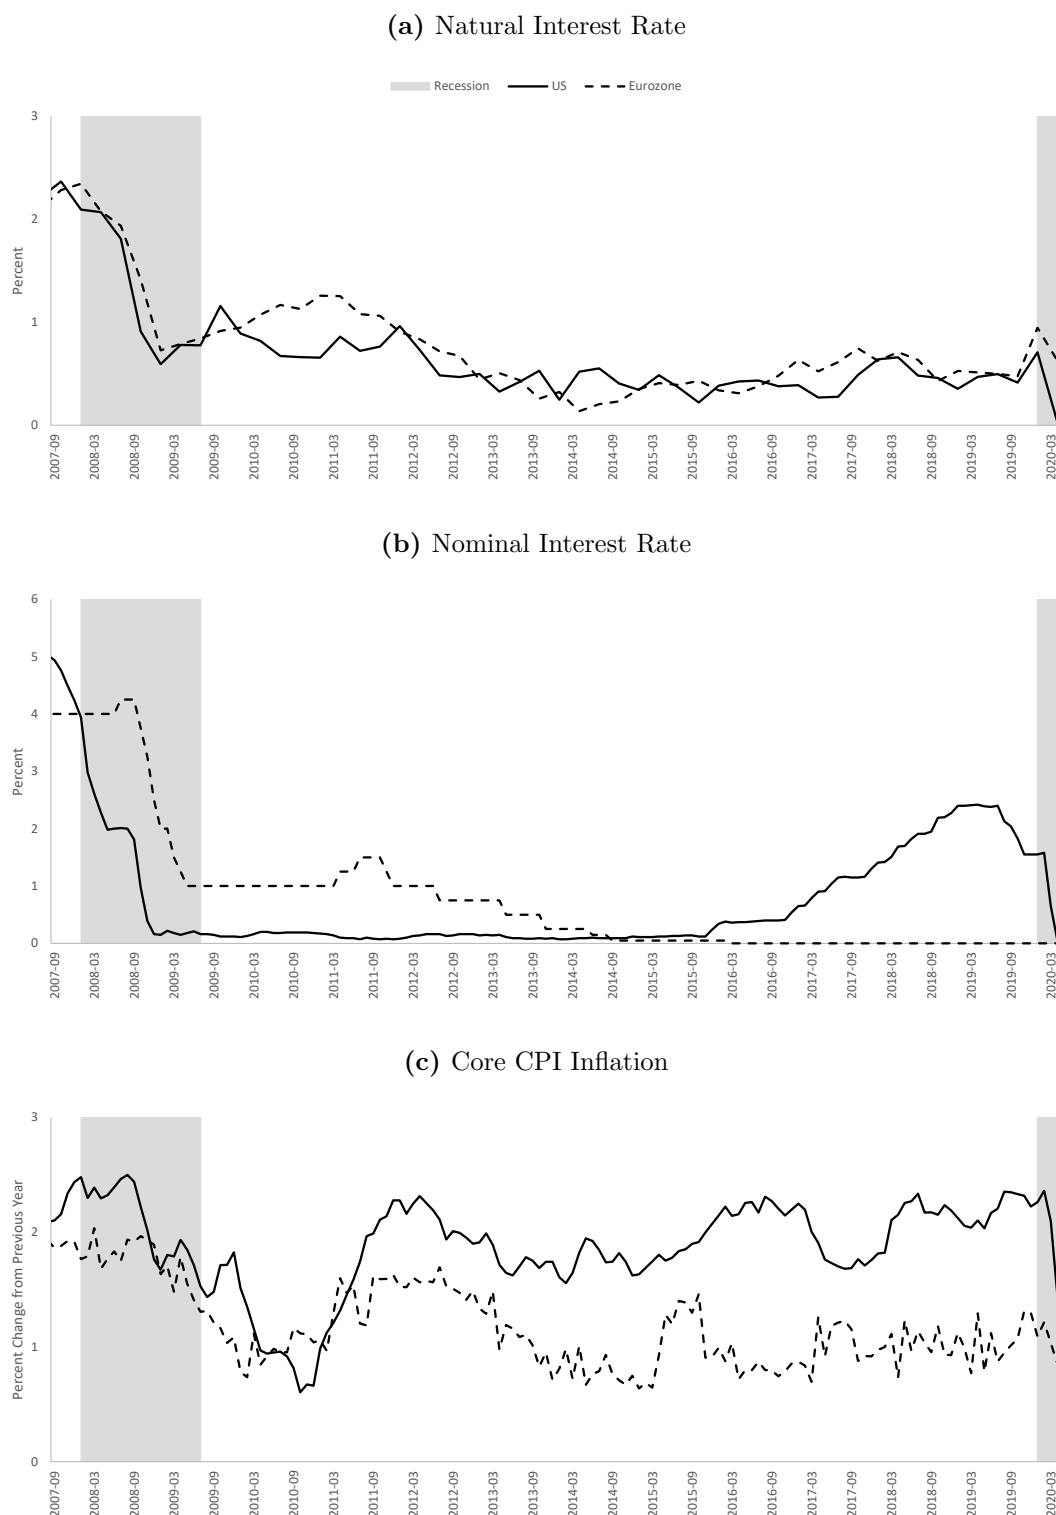 (a) Natural Interest Rate
Recession US Eurozone
3
2
1
0
Percent
2007-09 2008-03 2008-09 2009-03 2009-09 2010-03 2010-09 2011-03 2011-09 2012-03 2012-09 2013-03 2013-09 2014-03 2014-09 2015-03 2015-09 2016-03 2016-09 2017-03 2017-09 2018-03 2018-09 2019-03 2019-09 2020-03
(b) Nominal Interest Rate
6
5
4
3
2
1
0
Percent
2007-09 2008-03 2008-09 2009-03 2009-09 2010-03 2010-09 2011-03 2011-09 2012-03 2012-09 2013-03 2013-09 2014-03 2014-09 2015-03 2015-09 2016-03 2016-09 2017-03 2017-09 2018-03 2018-09 2019-03 2019-09 2020-03
(c) Core CPI Inflation
3
2
1
0
Percent Change from Previous Year
2007-09 2008-03 2008-09 2009-03 2009-09 2010-03 2010-09 2011-03 2011-09 2012-03 2012-09 2013-03 2013-09 2014-03 2014-09 2015-03 2015-09 2016-03 2016-09 2017-03 2017-09 2018-03 2018-09 2019-03 2019-09 2020-03